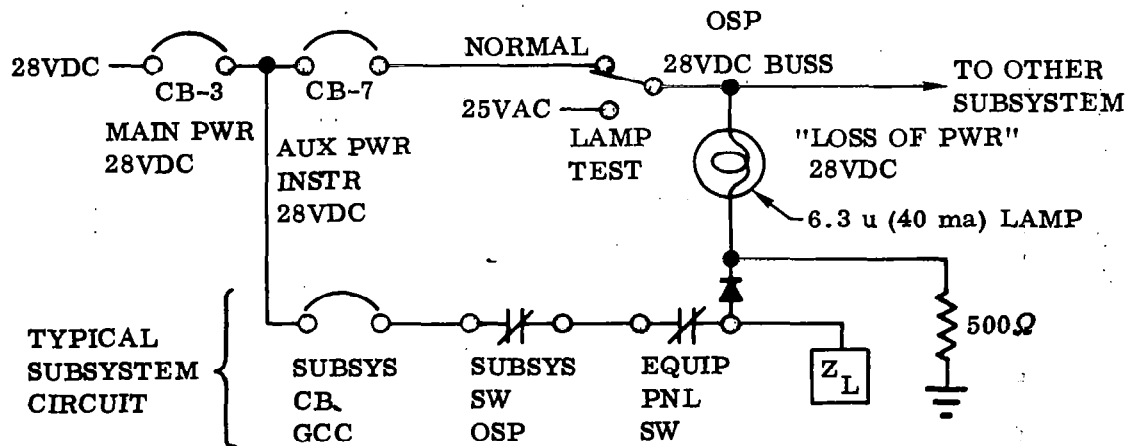 OSP
28VDC BUSS
NORMAL
28VDC
CB-3
CB-7
TO OTHER
SUBSYSTEM
25VAC
MAIN PWR
28VDC
AUX PWR
INSTR
28VDC
LAMP
TEST
"LOSS OF PWR"
28VDC
6.3 u (40 ma) LAMP
TYPICAL
SUBSYSTEM
CIRCUIT
SUBSYS
CB
GCC
SUBSYS
SW
OSP
EQUIP
PNL
SW
ZL
500Ω